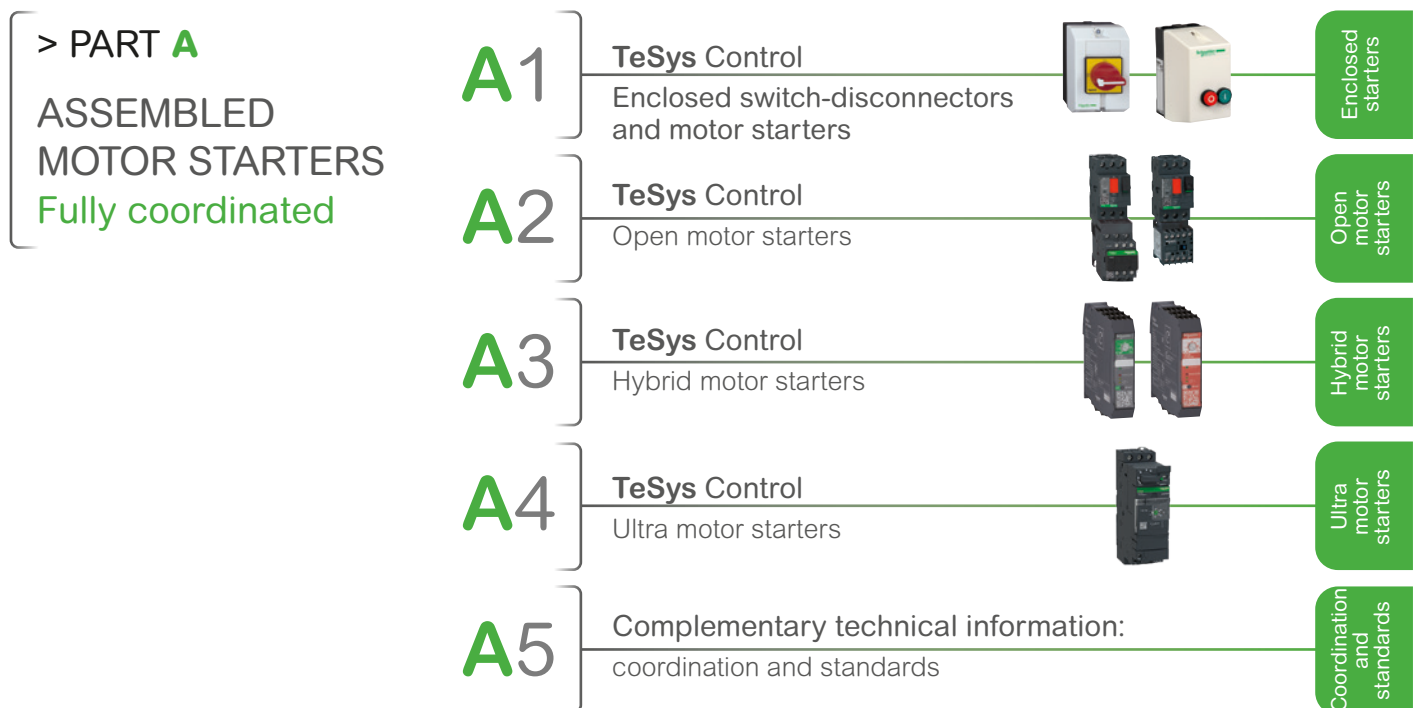 > PART A
ASSEMBLED
MOTOR STARTERS
Fully coordinated
A1
TeSys Control
Enclosed switch-disconnectors
and motor starters
Enclosed
starters
A2
TeSys Control
Open motor starters
Open
motor
starters
A3
TeSys Control
Hybrid motor starters
Hybrid
motor
starters
A4
TeSys Control
Ultra motor starters
Ultra
motor
starters
A5
Complementary technical information:
coordination and standards
Coordination
and
standards